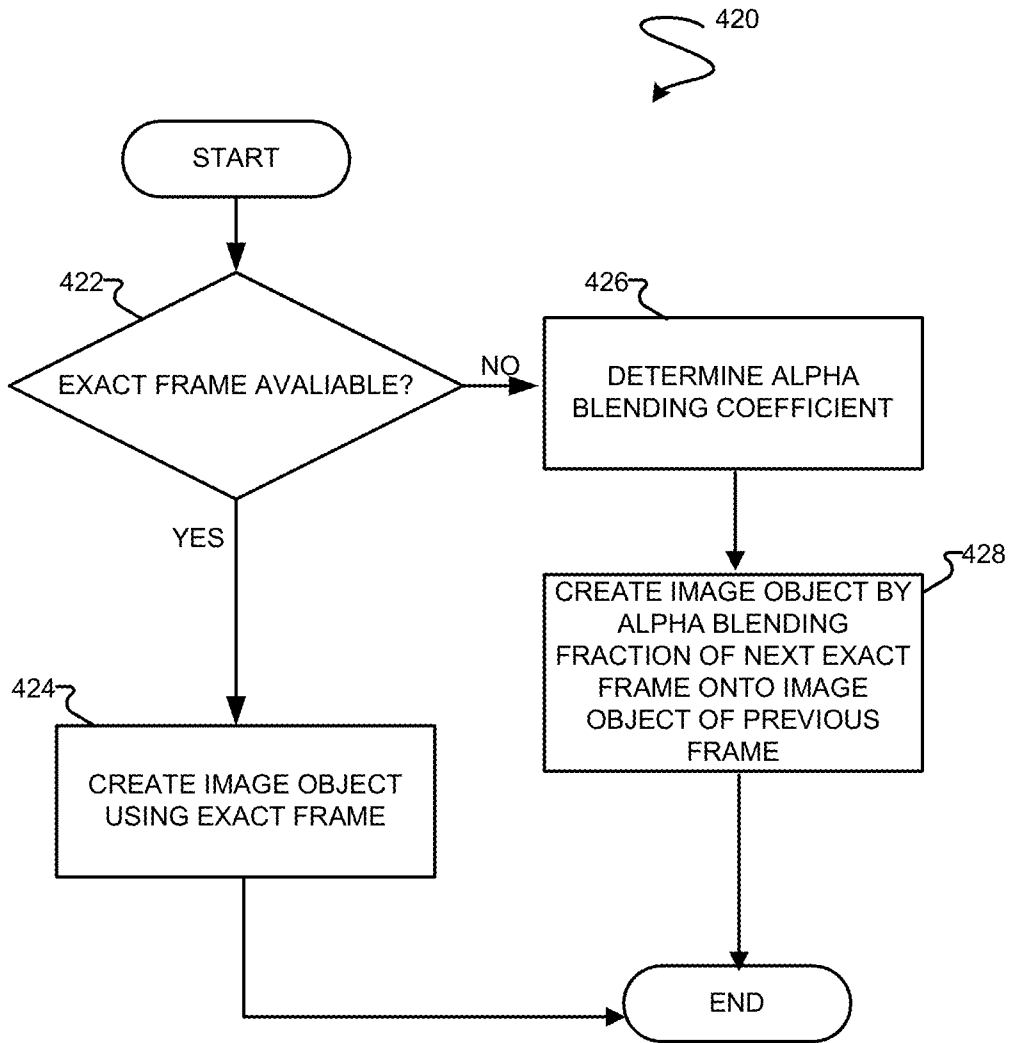 420
START
422
EXACT FRAME AVALIABLE?
NO
426
DETERMINE ALPHA
BLENDING COEFFICIENT
YES
428
CREATE IMAGE OBJECT BY
ALPHA BLENDING
FRACTION OF NEXT EXACT
FRAME ONTO IMAGE
OBJECT OF PREVIOUS
FRAME
424
CREATE IMAGE OBJECT
USING EXACT FRAME
END